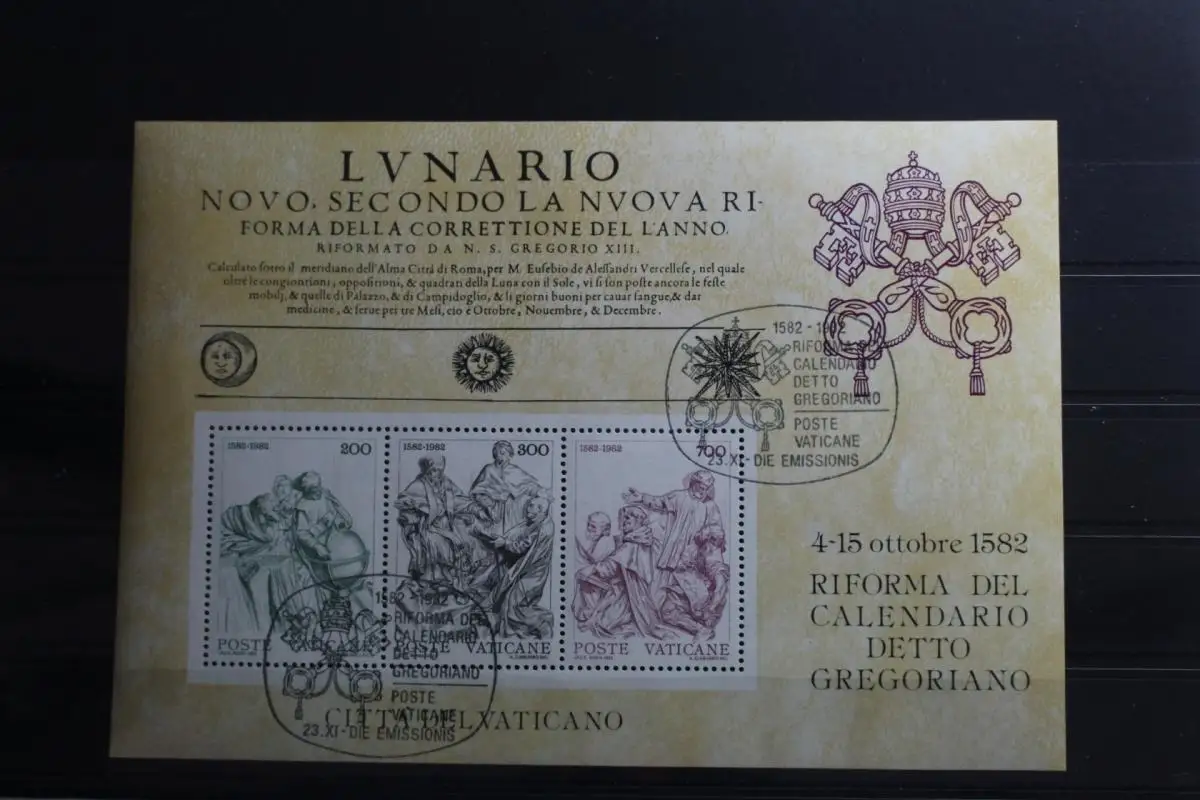 LVNARIO
NOVO, SECONDO LA NVOVA RI-
FORMA DELLA CORRETTIONE DEL L'ANNO
RIFORMATO DA N. S. GREGORIO XIII.
Calculato sotto il meridiano dell'Alma Città di Roma, per M. Eusebio de Alessandri Vercellese, nel quale
oltre le congiontioni, oppositioni, & quadrati della Luna con il Sole, vi si son poste ancora le feste
mobilj, & quelle di Palazzo, & di Campidoglio, & li giorni buoni per cauar sangue, & dar
medicine, & serue per tre Mesi, cio è Ottobre, Nouembre, & Decembre.
1582 - 1982
RIFORMA DEL
CALENDARIO
DETTO
GREGORIANO
POSTE
VATICANE
23.XI - DIE EMISSIONIS
1582-1982 200
POSTE VATICANE
1582-1982 300
POSTE VATICANE
1582-1982 700
POSTE VATICANE
4-15 ottobre 1582
RIFORMA DEL
CALENDARIO
DETTO
GREGORIANO
1582 - 1982
RIFORMA DEL
CALENDARIO
DETTO
GREGORIANO
POSTE
VATICANE
23.XI - DIE EMISSIONIS
CITTÀ DEL VATICANO